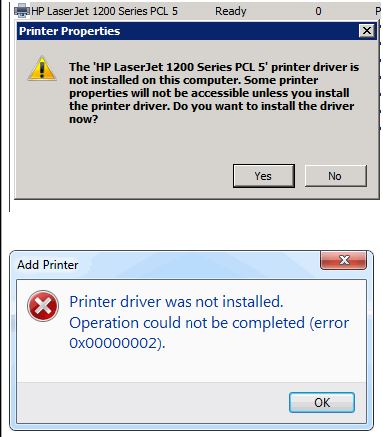 HP LaserJet 1200 Series PCL 5 Ready 0 P
Printer Properties
The 'HP LaserJet 1200 Series PCL 5' printer driver is
not installed on this computer. Some printer
properties will not be accessible unless you install
the printer driver. Do you want to install the driver
now?
Yes No
Add Printer
Printer driver was not installed.
Operation could not be completed (error
0x00000002).
OK